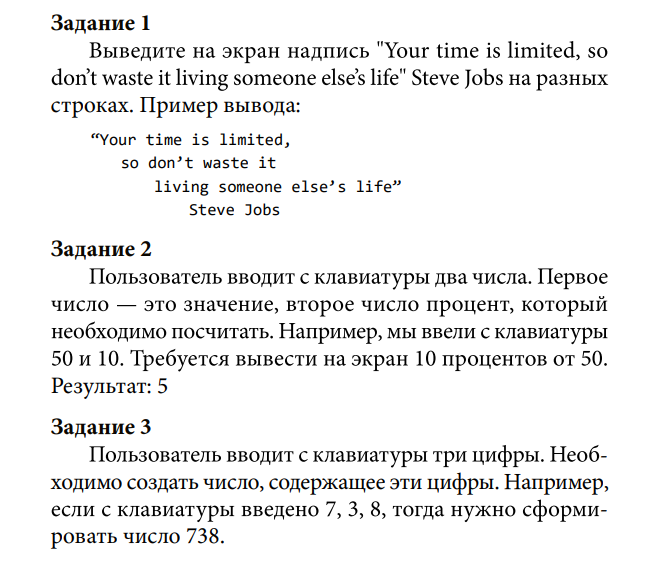 Задание 1
Выведите на экран надпись "Your time is limited, so
don’t waste it living someone else’s life" Steve Jobs на разных
строках. Пример вывода:
“Your time is limited,
so don’t waste it
living someone else’s life”
Steve Jobs
Задание 2
Пользователь вводит с клавиатуры два числа. Первое
число — это значение, второе число процент, который
необходимо посчитать. Например, мы ввели с клавиатуры
50 и 10. Требуется вывести на экран 10 процентов от 50.
Результат: 5
Задание 3
Пользователь вводит с клавиатуры три цифры. Необ-
ходимо создать число, содержащее эти цифры. Например,
если с клавиатуры введено 7, 3, 8, тогда нужно сформи-
ровать число 738.